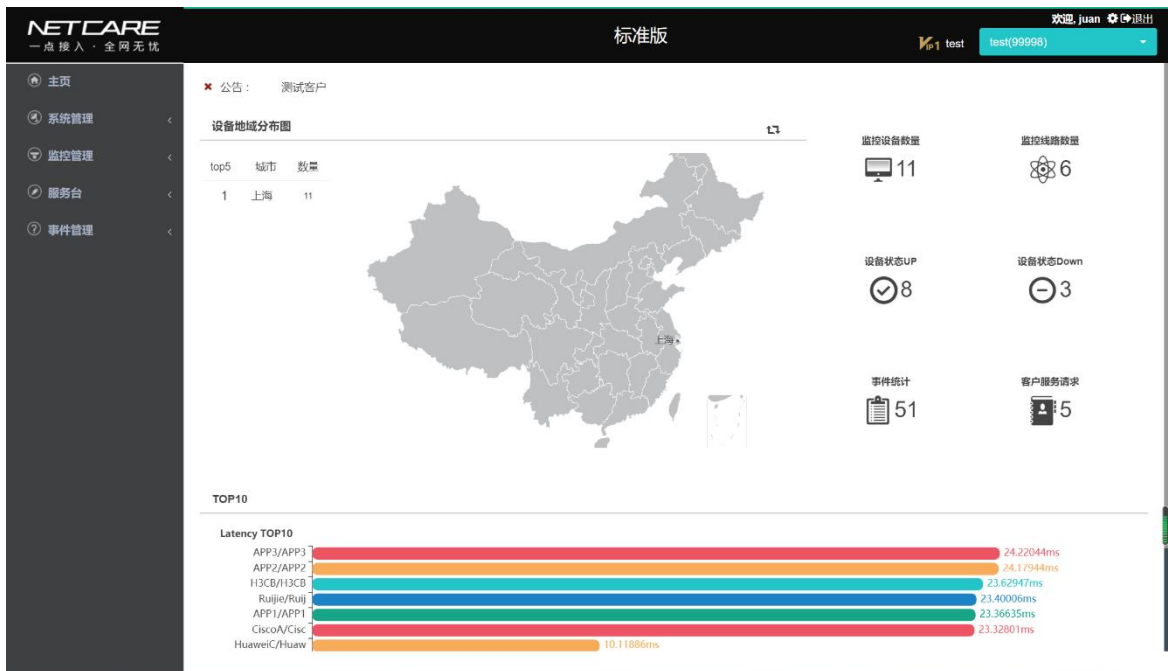 NETCARE
一点接入 · 全网无忧
标准版
欢迎, juan 退出
VIP1 test test(99998)
主页
系统管理
监控管理
服务台
事件管理
公告: 测试客户
设备地域分布图
top5 城市 数量
1 上海 11
上海
监控设备数量 监控线路数量
11 6
设备状态UP 设备状态Down
8 3
事件统计 客户服务请求
51 5
TOP10
Latency TOP10
APP3/APP3 24.22044ms
APP2/APP2 24.17944ms
H3CB/H3CB 23.62947ms
Ruijie/Ruij 23.40006ms
APP1/APP1 23.36635ms
CiscoA/Cisc 23.32801ms
HuaweiC/Huaw 10.11886ms